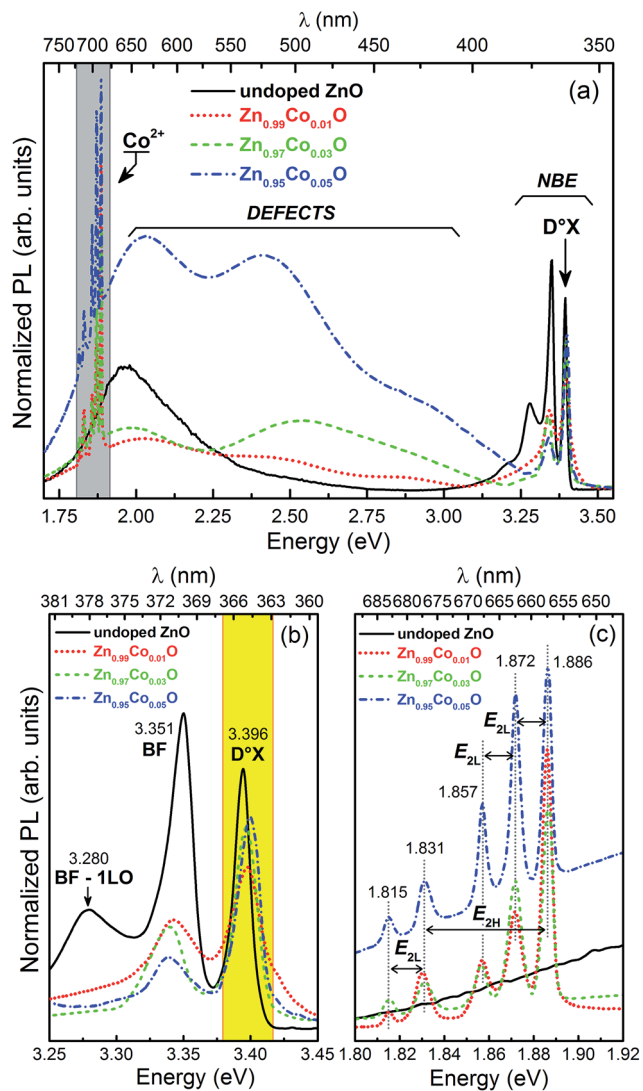 λ (nm)
750 700 650 600 550 500 450 400 350
(a)
undoped ZnO
Zn0.99Co0.01O
Zn0.97Co0.03O
Zn0.95Co0.05O
Co2+
DEFECTS
NBE
D°X
Normalized PL (arb. units)
1.75 2.00 2.25 2.50 2.75 3.00 3.25 3.50
1.70 3.55
Energy (eV)
λ (nm)
381 378 375 372 369 366 363 360
(b)
undoped ZnO
Zn0.99Co0.01O
Zn0.97Co0.03O
Zn0.95Co0.05O
3.351
BF
3.396
D°X
3.280
BF - 1LO
Normalized PL (arb. units)
3.25 3.30 3.35 3.40 3.45
Energy (eV)
λ (nm)
685 680 675 670 665 660 655 650
(c)
undoped ZnO
Zn0.99Co0.01O
Zn0.97Co0.03O
Zn0.95Co0.05O
1.872
1.886
E2L
E2L
1.857
1.831
1.815
E2H
E2L
1.80 1.82 1.84 1.86 1.88 1.90 1.92
Energy (eV)